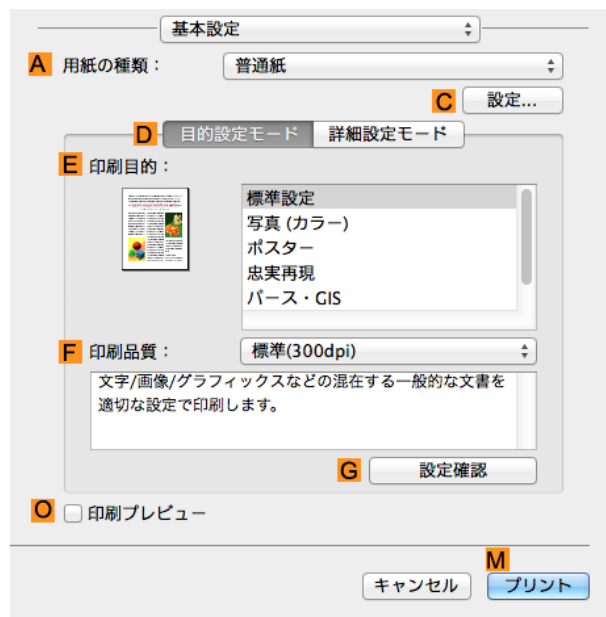 基本設定
A 用紙の種類： 普通紙
C 設定...
D 目的設定モード 詳細設定モード
E 印刷目的：
標準設定
写真 (カラー)
ポスター
忠実再現
パース・GIS
F 印刷品質： 標準(300dpi)
文字/画像/グラフィックスなどの混在する一般的な文書を
適切な設定で印刷します。
G 設定確認
O 印刷プレビュー
M
キャンセル プリント